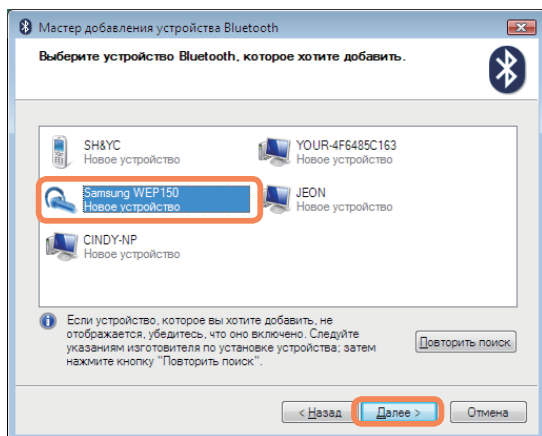 Мастер добавления устройства Bluetooth
Выберите устройство Bluetooth, которое хотите добавить.
SH&YC
Новое устройство
YOUR-4F6485C163
Новое устройство
Samsung WEP150
Новое устройство
JEON
Новое устройство
CINDY-NP
Новое устройство
Если устройство, которое вы хотите добавить, не
отображается, убедитесь, что оно включено. Следуйте
указаниям изготовителя по установке устройства; затем
нажмите кнопку "Повторить поиск".
Повторить поиск
< Назад
Далее >
Отмена